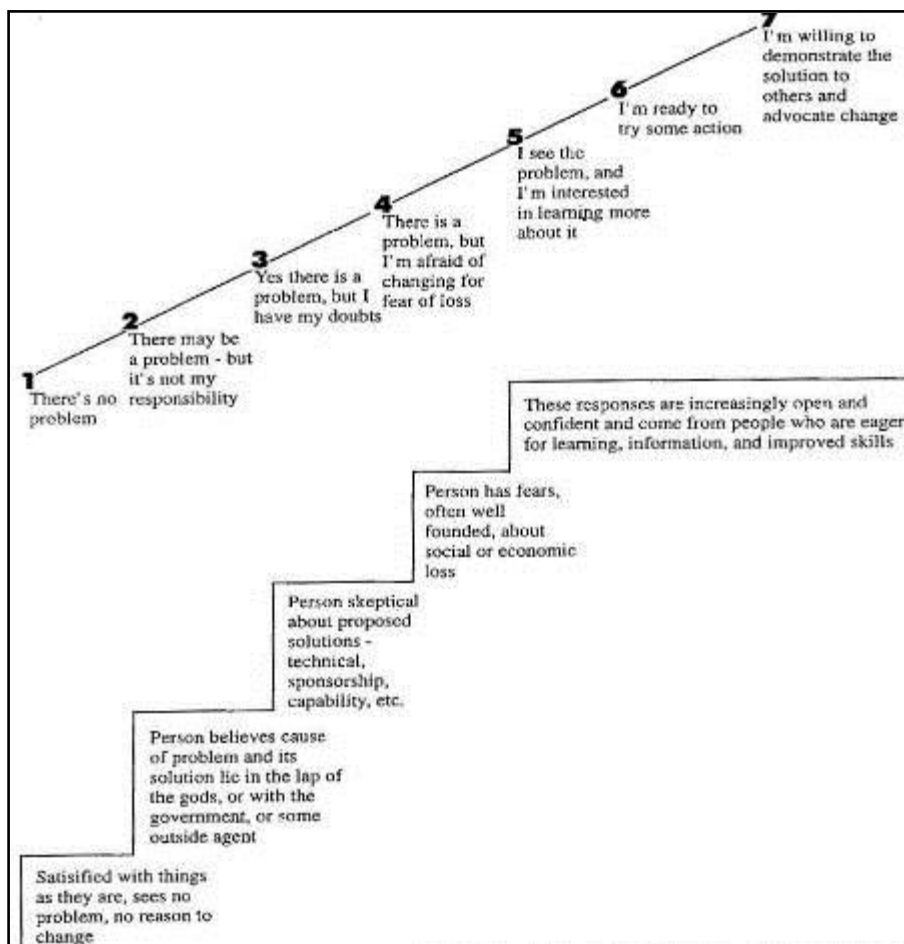 1
There's no
problem
2
There may be
a problem - but
it's not my
responsibility
3
Yes there is a
problem, but I
have my doubts
4
There is a
problem, but
I'm afraid of
changing for
fear of loss
5
I see the
problem, and
I'm interested
in learning more
about it
6
I'm ready to
try some action
7
I'm willing to
demonstrate the
solution to
others and
advocate change
Satisified with things
as they are, sees no
problem, no reason to
change
Person believes cause
of problem and its
solution lie in the lap of
the gods, or with the
government, or some
outside agent
Person skeptical
about proposed
solutions -
technical,
sponsorship,
capability, etc.
Person has fears,
often well
founded, about
social or economic
loss
These responses are increasingly open and
confident and come from people who are eager
for learning, information, and improved skills